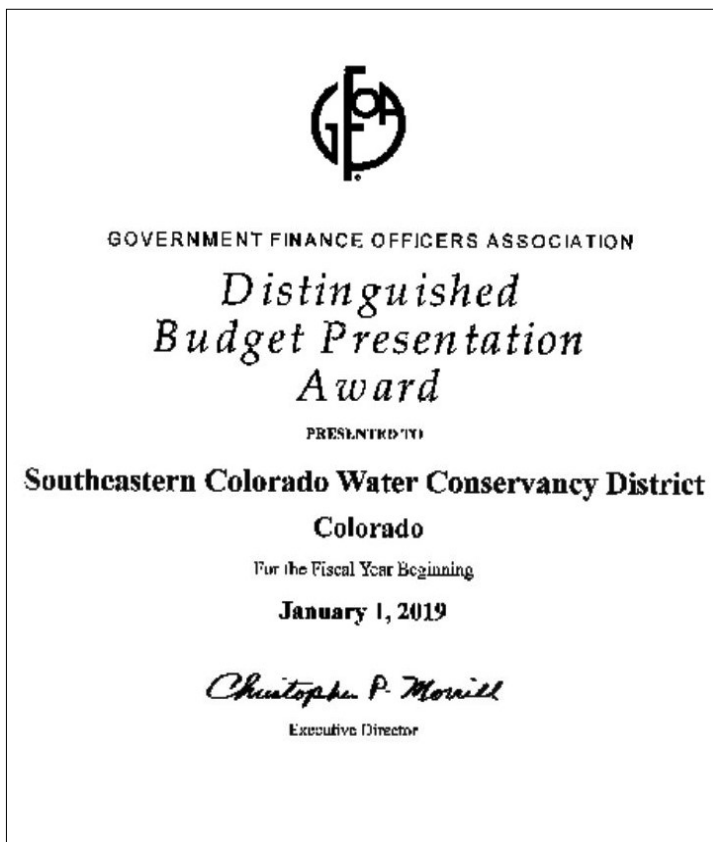 GFOA
GOVERNMENT FINANCE OFFICERS ASSOCIATION
Distinguished
Budget Presentation
Award
PRESENTED TO
Southeastern Colorado Water Conservancy District
Colorado
For the Fiscal Year Beginning
January 1, 2019
Christopher P. Morrill
Executive Director